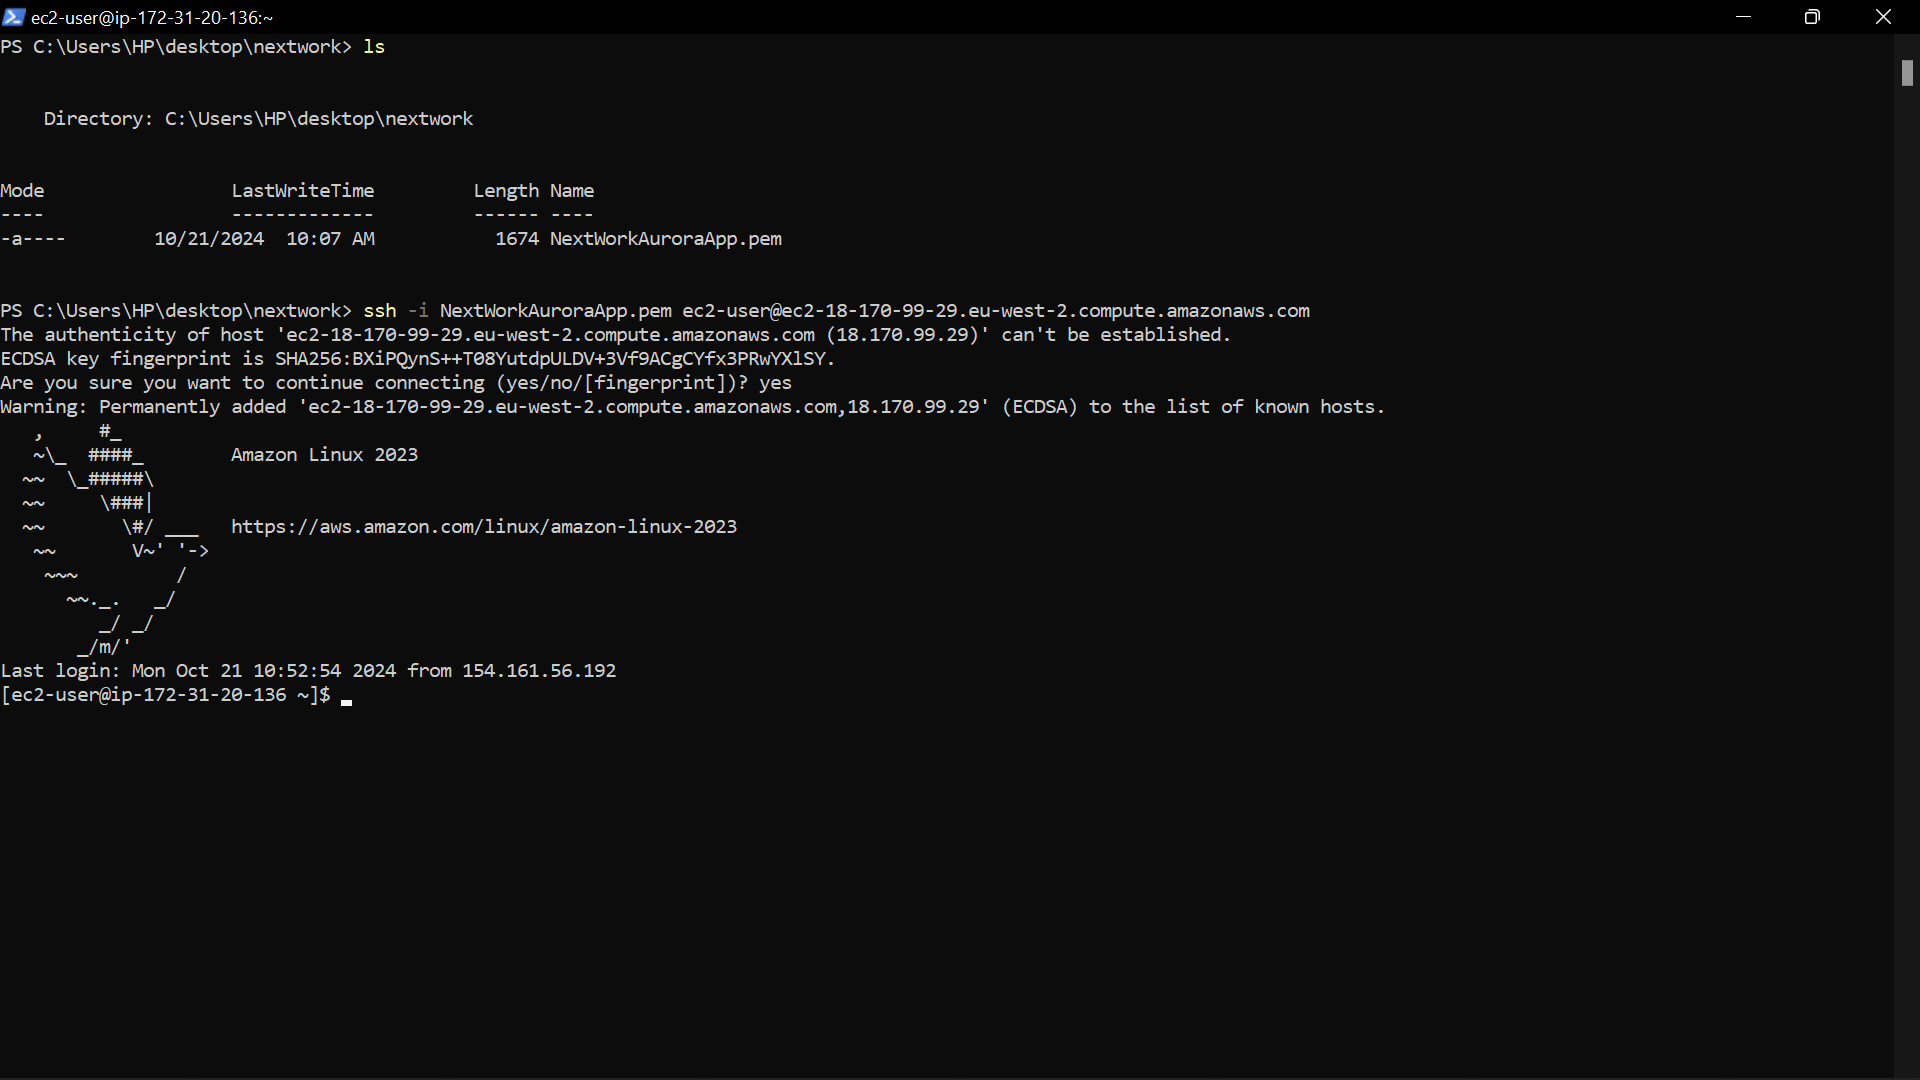 ec2-user@ip-172-31-20-136:~
PS C:\Users\HP\desktop\nextwork> ls
    Directory: C:\Users\HP\desktop\nextwork
Mode                 LastWriteTime         Length Name
----                 -------------         ------ ----
-a----        10/21/2024  10:07 AM           1674 NextWorkAuroraApp.pem
PS C:\Users\HP\desktop\nextwork> ssh -i NextWorkAuroraApp.pem ec2-user@ec2-18-170-99-29.eu-west-2.compute.amazonaws.com
The authenticity of host 'ec2-18-170-99-29.eu-west-2.compute.amazonaws.com (18.170.99.29)' can't be established.
ECDSA key fingerprint is SHA256:BXiPQynS++T08YutdpULDV+3Vf9ACgCYfx3PRwYXlSY.
Are you sure you want to continue connecting (yes/no/[fingerprint])? yes
Warning: Permanently added 'ec2-18-170-99-29.eu-west-2.compute.amazonaws.com,18.170.99.29' (ECDSA) to the list of known hosts.
   ,     #_
   ~\_  ####_        Amazon Linux 2023
  ~~  \_#####\
  ~~     \###|
  ~~       \#/ ___   https://aws.amazon.com/linux/amazon-linux-2023
   ~~       V~' '->
    ~~~         /
      ~~._.   _/
         _/ _/
       _/m/'
Last login: Mon Oct 21 10:52:54 2024 from 154.161.56.192
[ec2-user@ip-172-31-20-136 ~]$